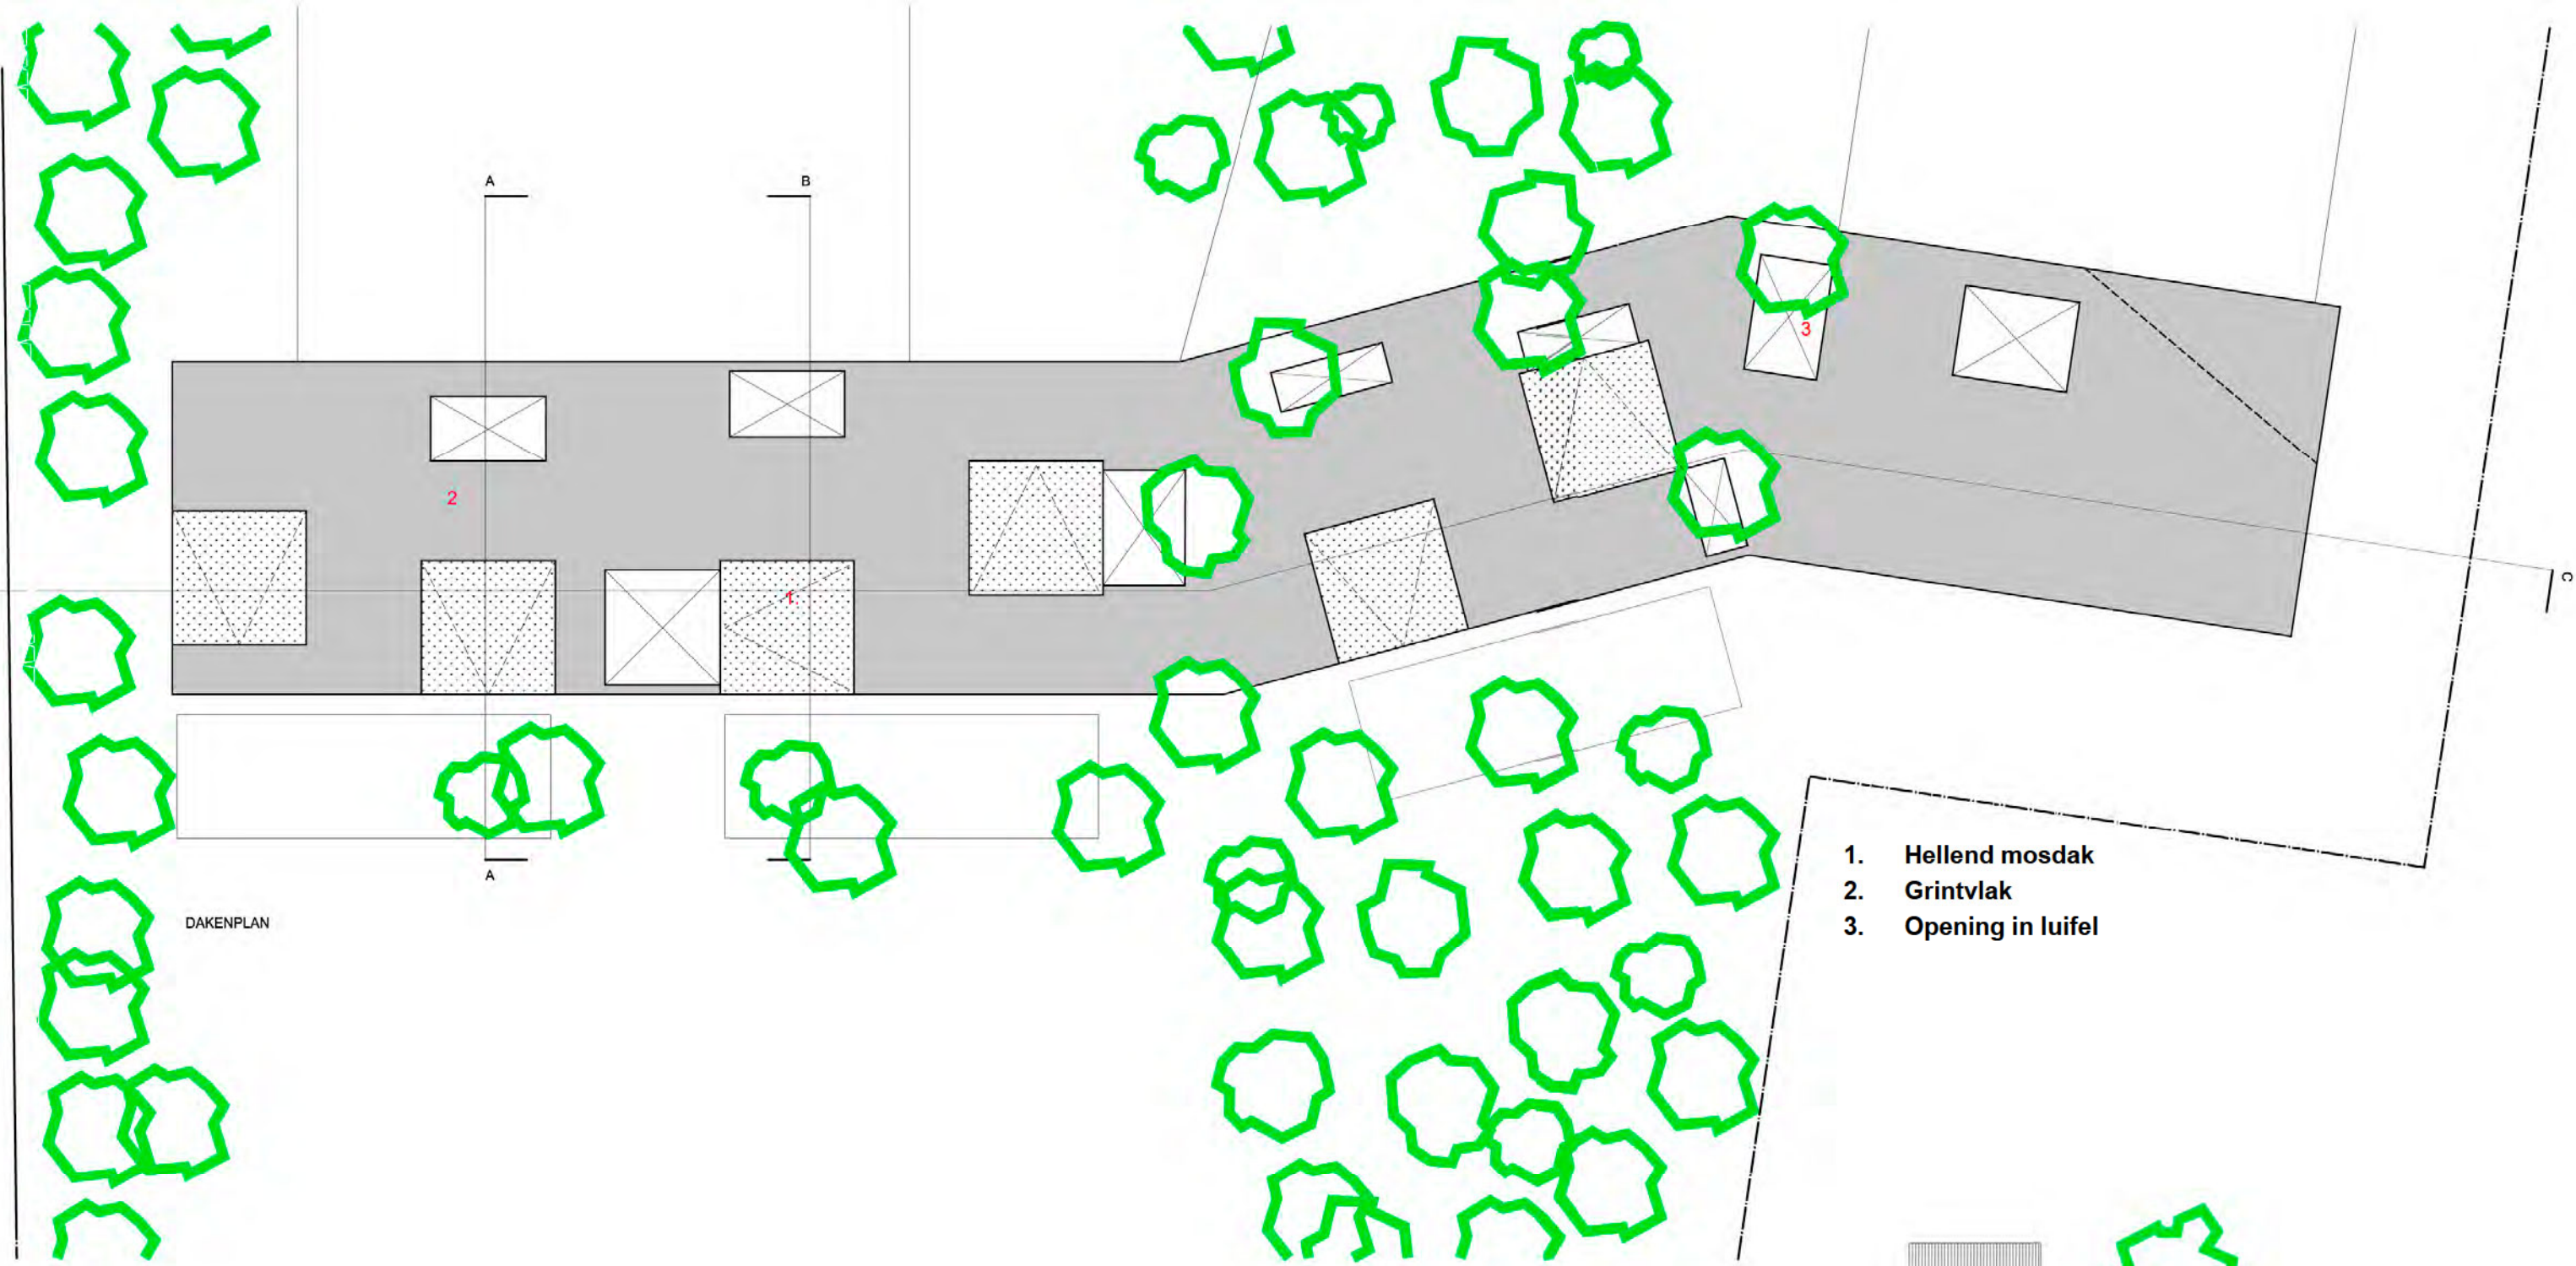 A
B
3
2
1.
C
A
DAKENPLAN
1. Hellend mosdak
2. Grintvlak
3. Opening in luifel